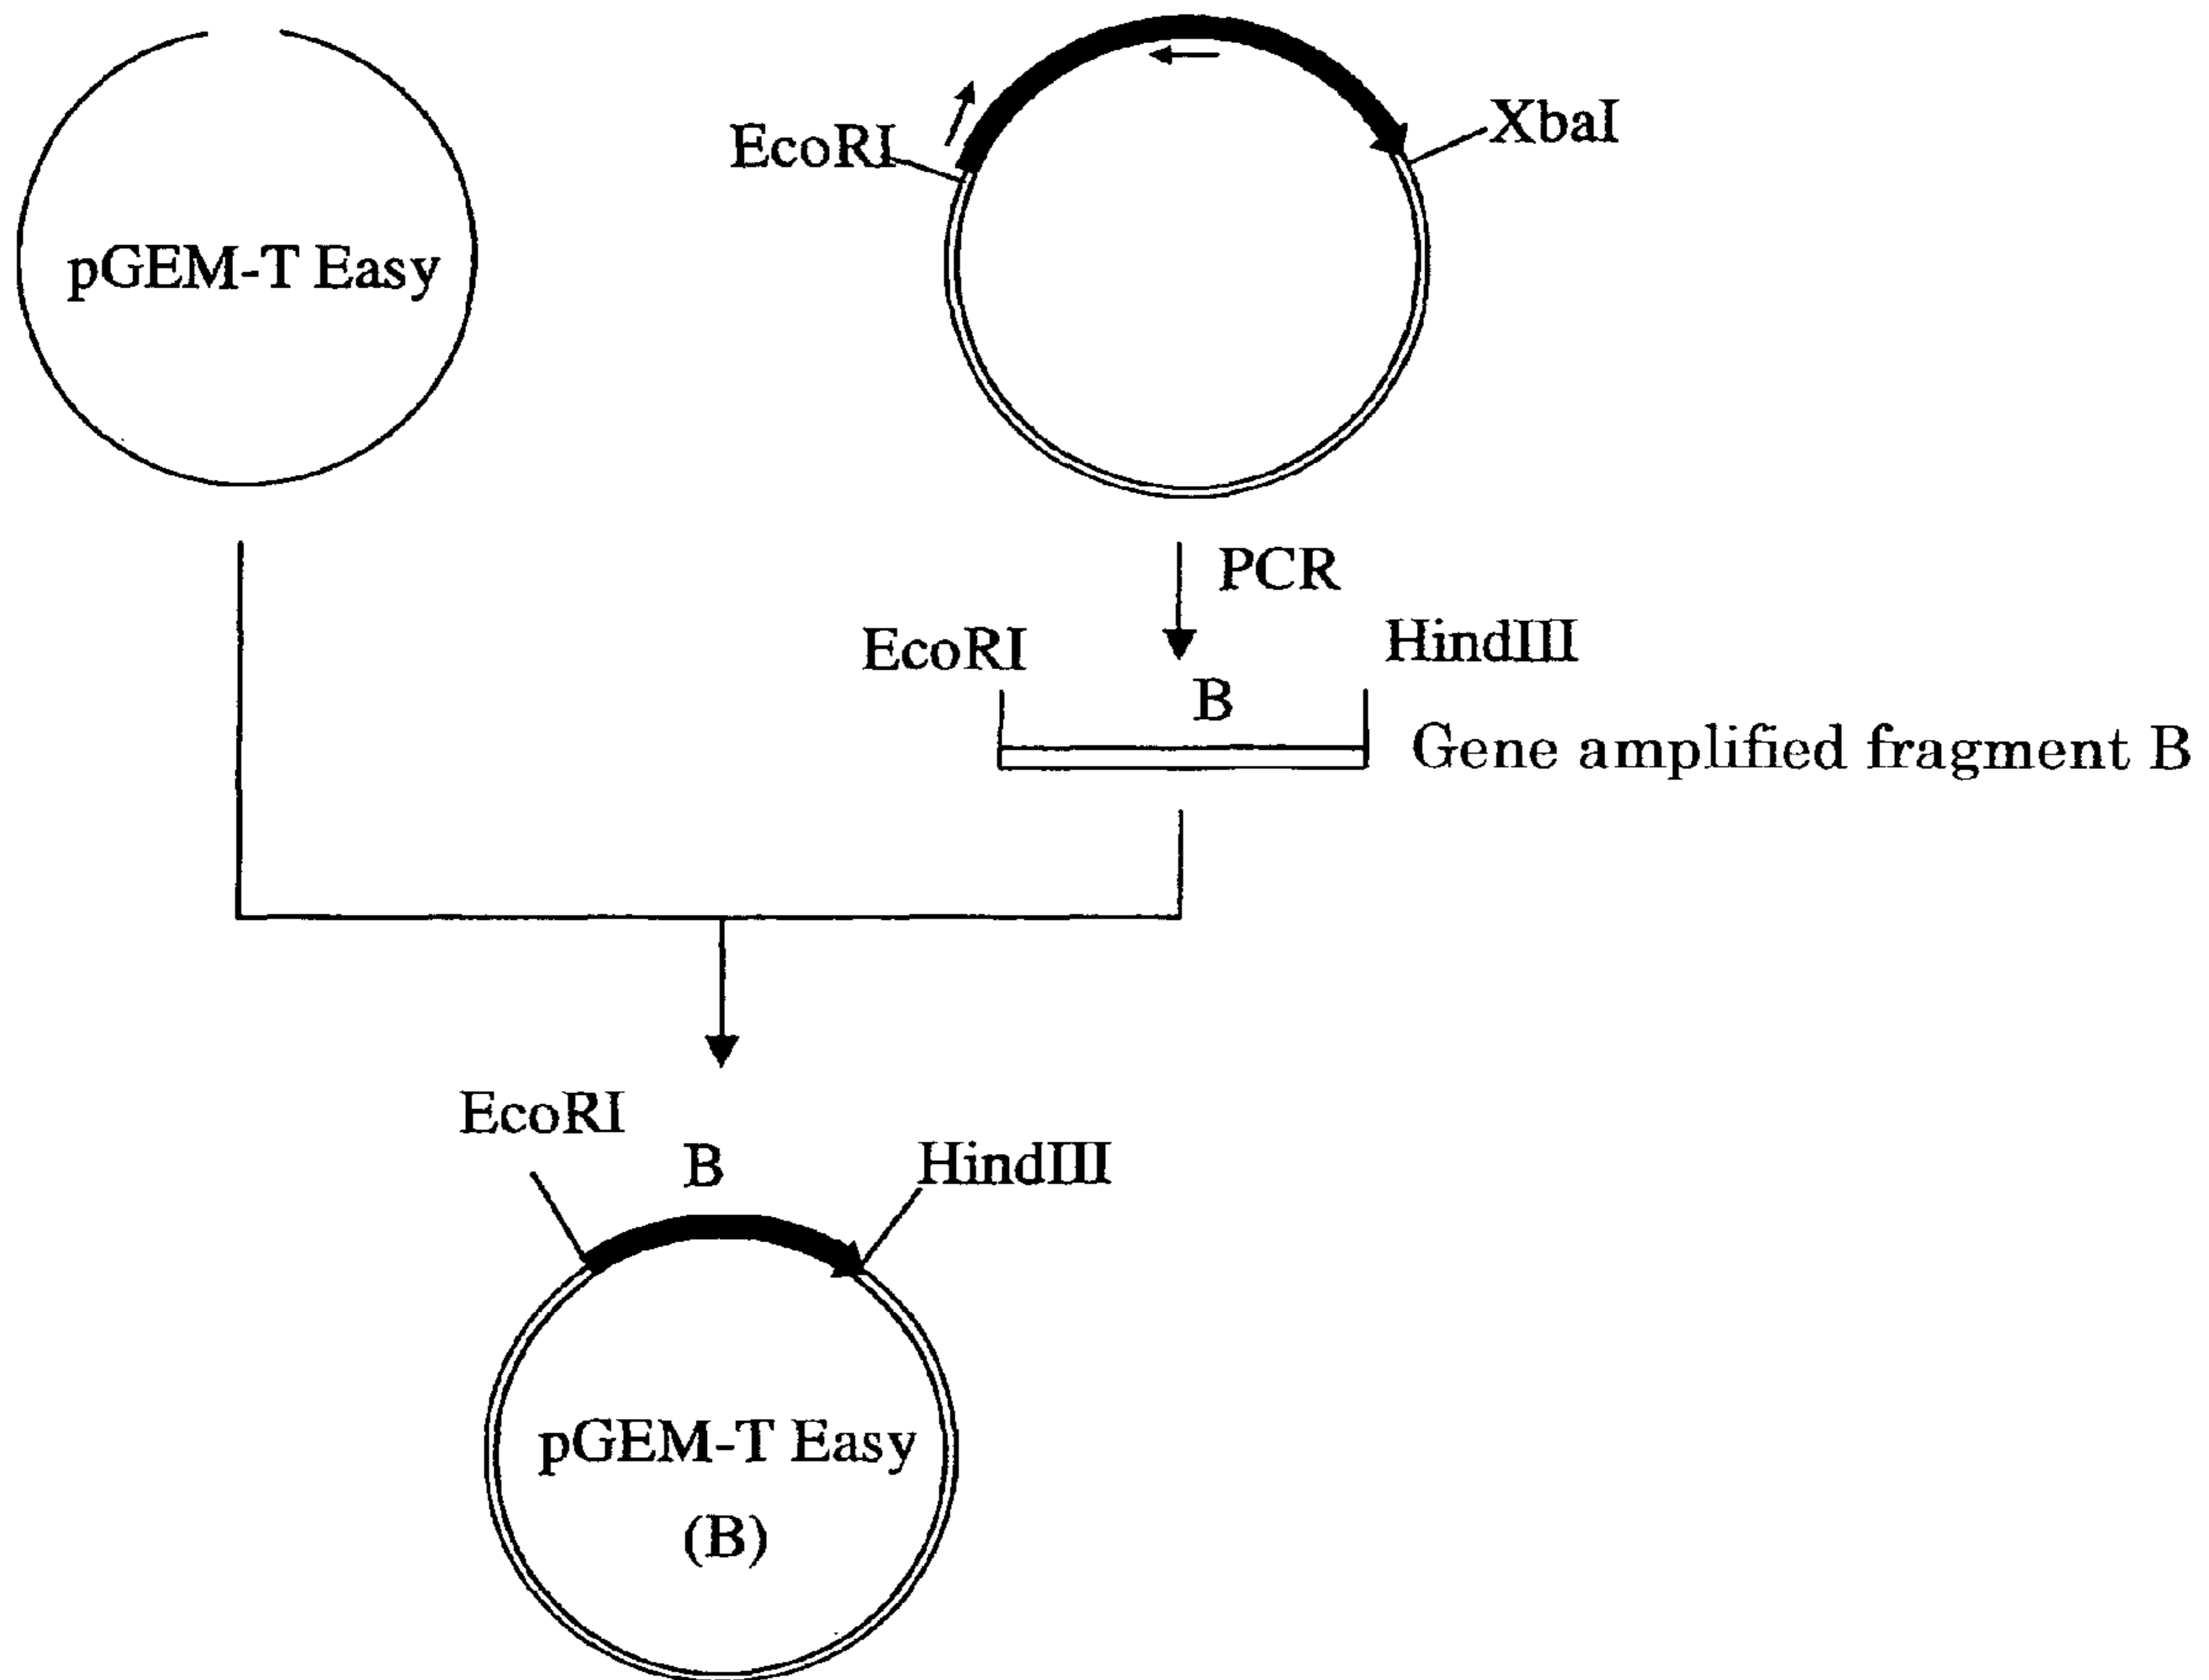 EcoRI
XbaI
pGEM-T Easy
PCR
EcoRI
HindIII
B
Gene amplified fragment B
EcoRI
B
HindIII
pGEM-T Easy
(B)